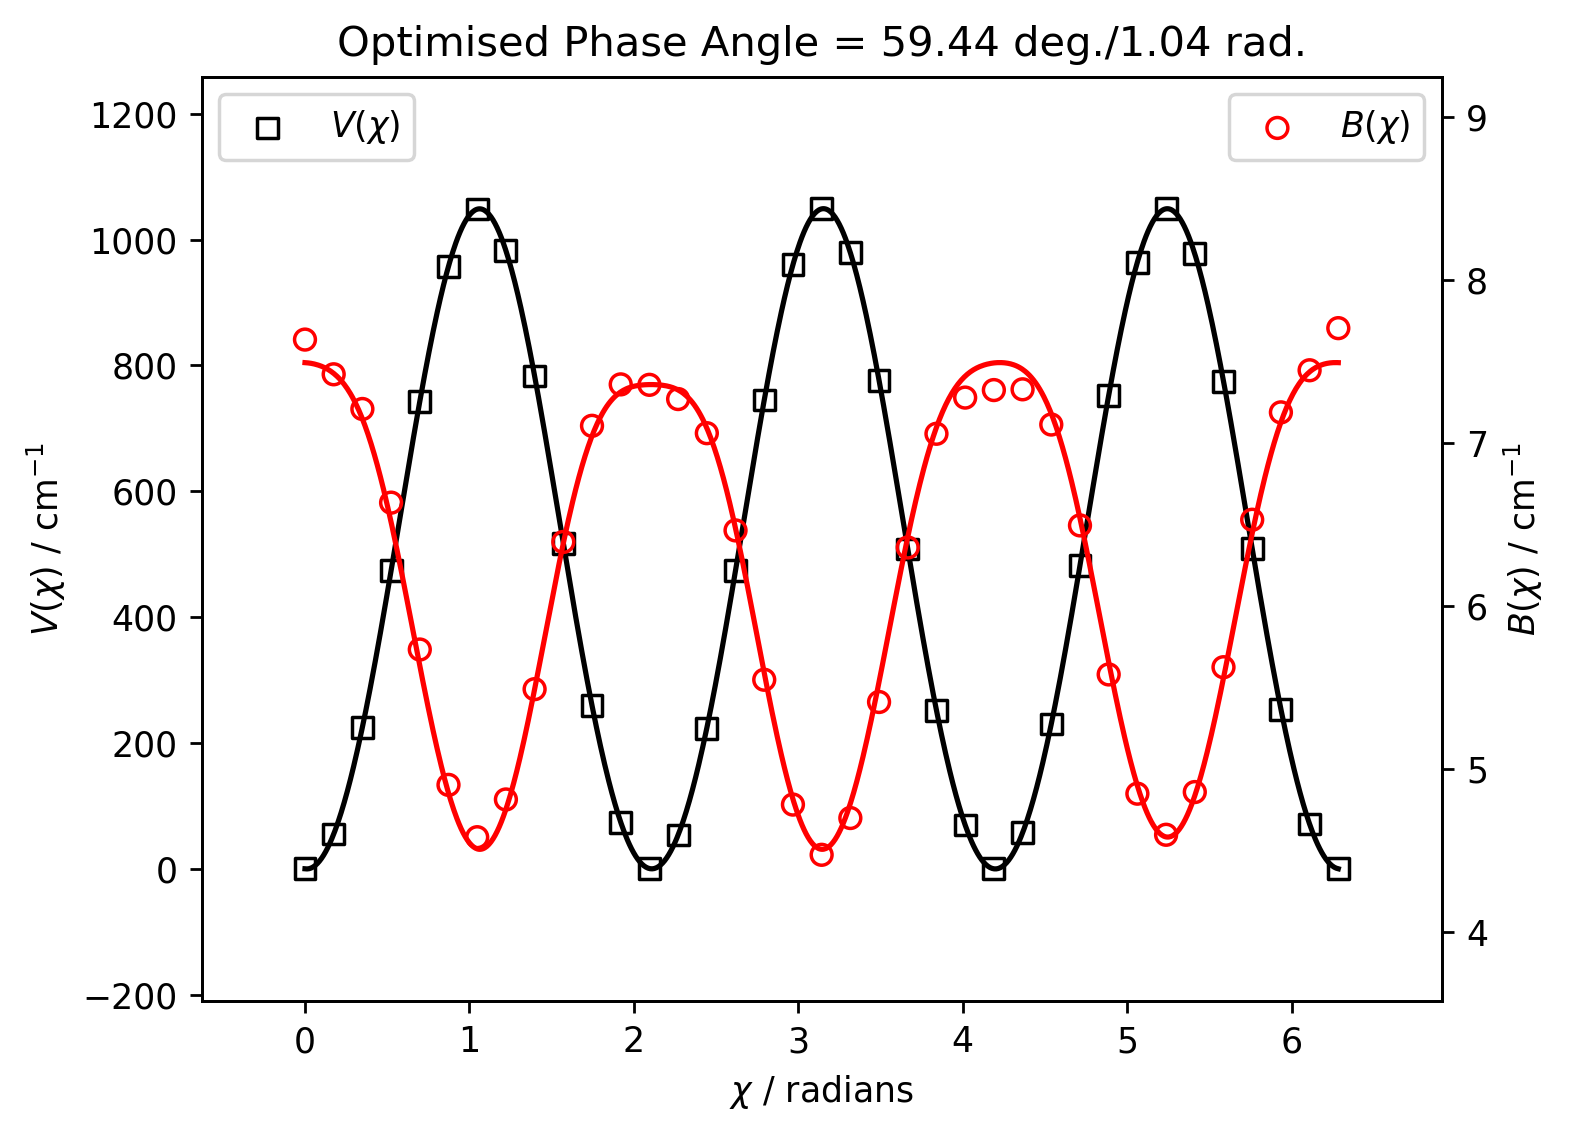 Optimised Phase Angle = 59.44 deg./1.04 rad.
V(χ)
B(χ)
1200
1000
800
600
400
200
0
−200
V(χ) / cm⁻¹
9
8
7
6
5
4
B(χ) / cm⁻¹
0 1 2 3 4 5 6
χ / radians